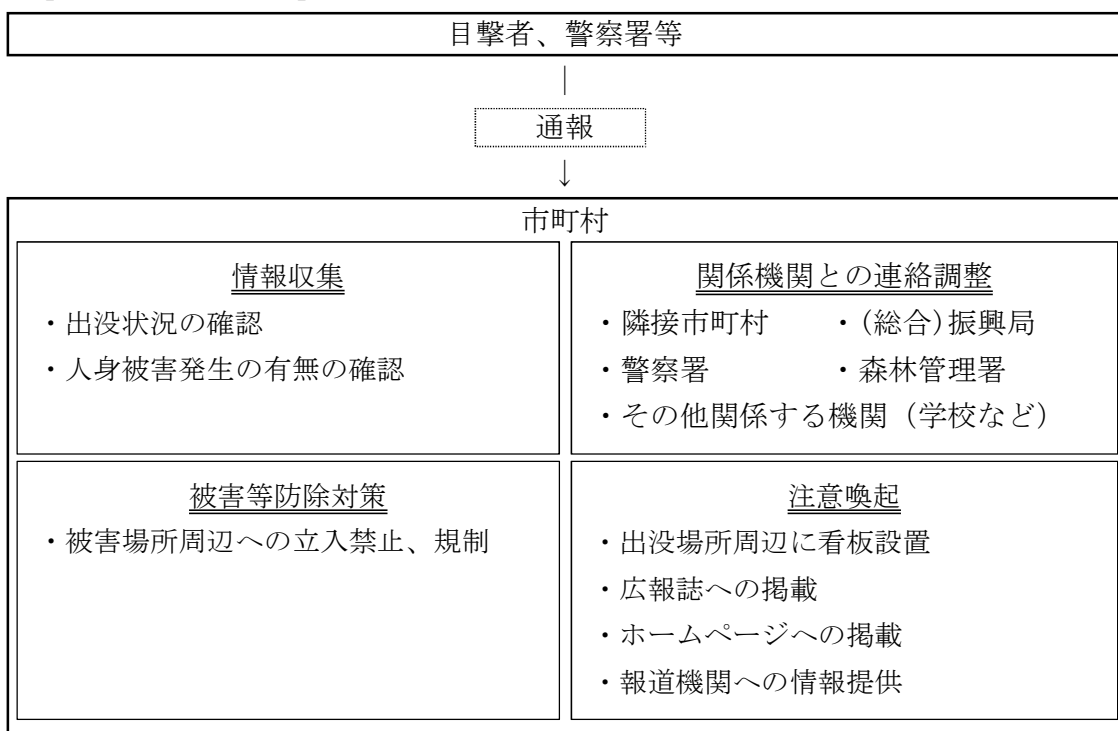 目撃者、警察署等
通報
市町村
情報収集
・出没状況の確認
・人身被害発生の有無の確認
関係機関との連絡調整
・隣接市町村　・(総合)振興局
・警察署　・森林管理署
・その他関係する機関（学校など）
被害等防除対策
・被害場所周辺への立入禁止、規制
注意喚起
・出没場所周辺に看板設置
・広報誌への掲載
・ホームページへの掲載
・報道機関への情報提供